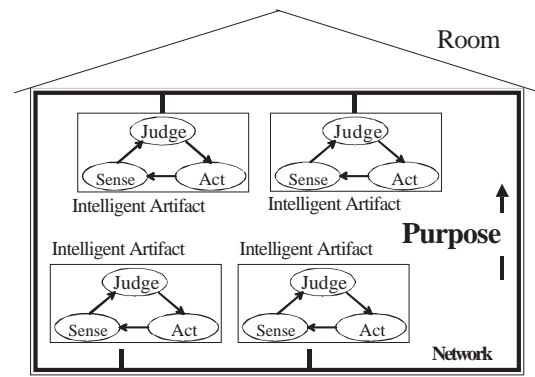 Room
Judge
Judge
Sense
Act
Sense
Act
Intelligent Artifact
Intelligent Artifact
Purpose
Intelligent Artifact
Intelligent Artifact
Judge
Judge
Sense
Act
Sense
Act
Network